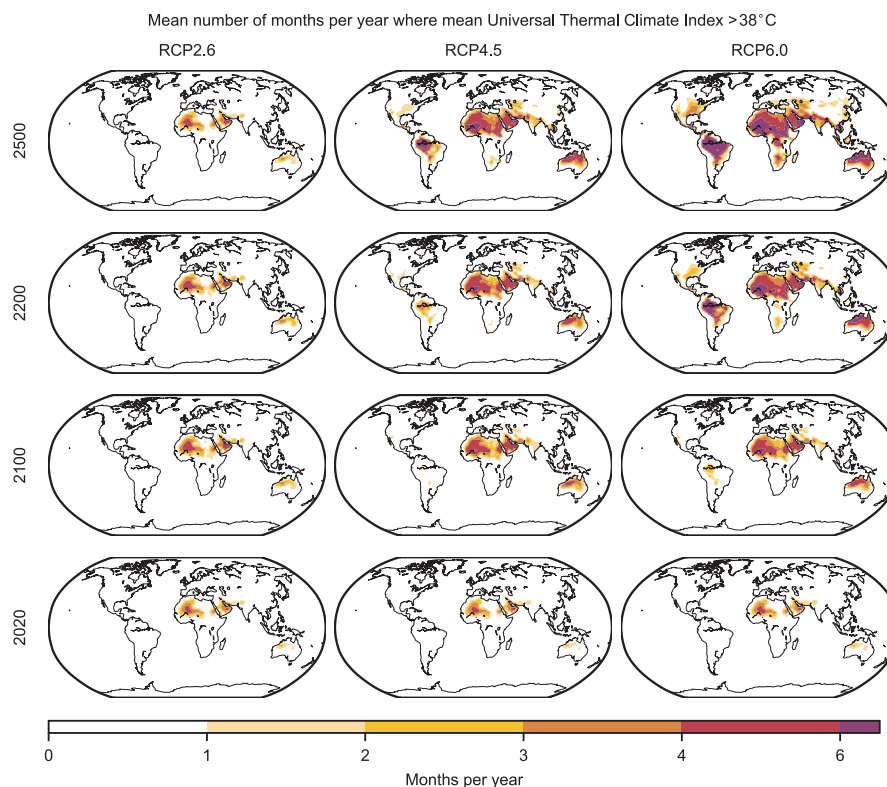 Mean number of months per year where mean Universal Thermal Climate Index >38°C
RCP2.6 RCP4.5 RCP6.0
2500
2200
2100
2020
0 1 2 3 4 6
Months per year